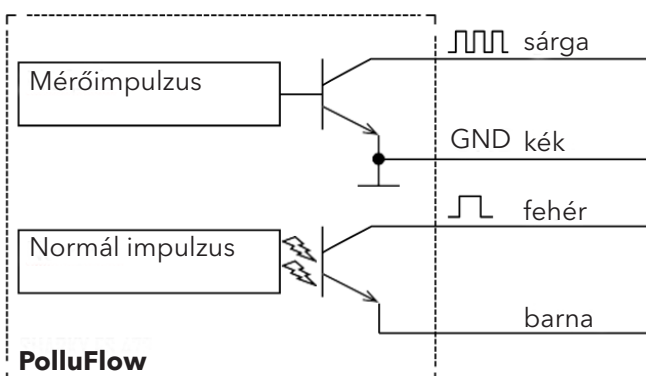 Mérőimpulzus
sárga
GND kék
Normál impulzus
fehér
barna
PolluFlow